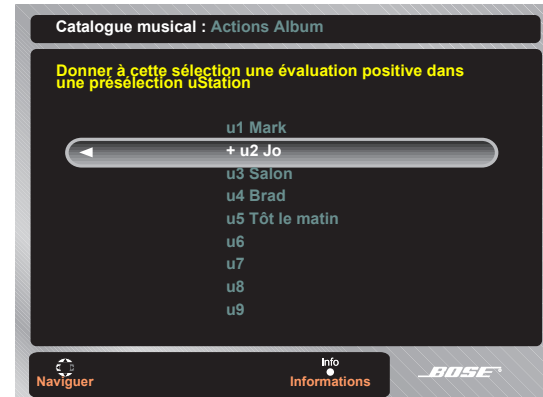 Catalogue musical : Actions Album
Donner à cette sélection une évaluation positive dans
une présélection uStation
u1 Mark
+ u2 Jo
u3 Salon
u4 Brad
u5 Tôt le matin
u6
u7
u8
u9
Naviguer
Info
Informations
BOSE